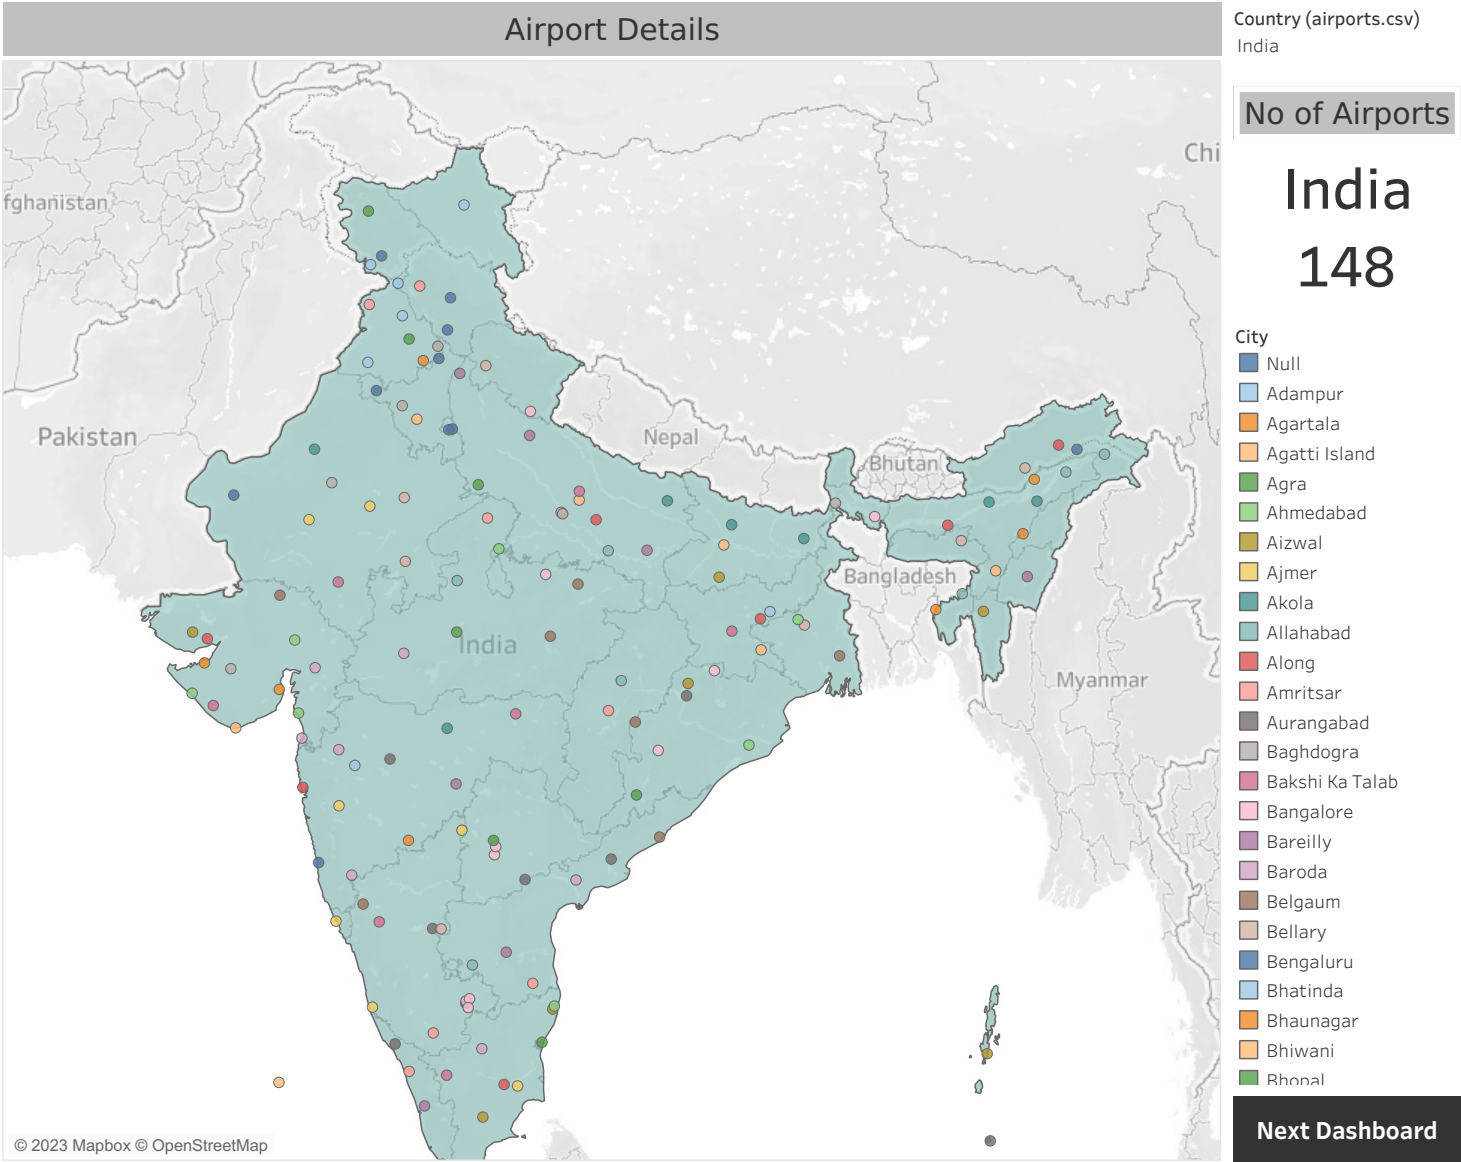 Airport Details
Country (airports.csv)
India
No of Airports
India
148
City
Null
Adampur
Agartala
Agatti Island
Agra
Ahmedabad
Aizwal
Ajmer
Akola
Allahabad
Along
Amritsar
Aurangabad
Baghdogra
Bakshi Ka Talab
Bangalore
Bareilly
Baroda
Belgaum
Bellary
Bengaluru
Bhatinda
Bhaunagar
Bhiwani
Bhopal
Next Dashboard
Chi
fghanistan
Pakistan
Nepal
Bhutan
Bangladesh
India
Myanmar
© 2023 Mapbox © OpenStreetMap